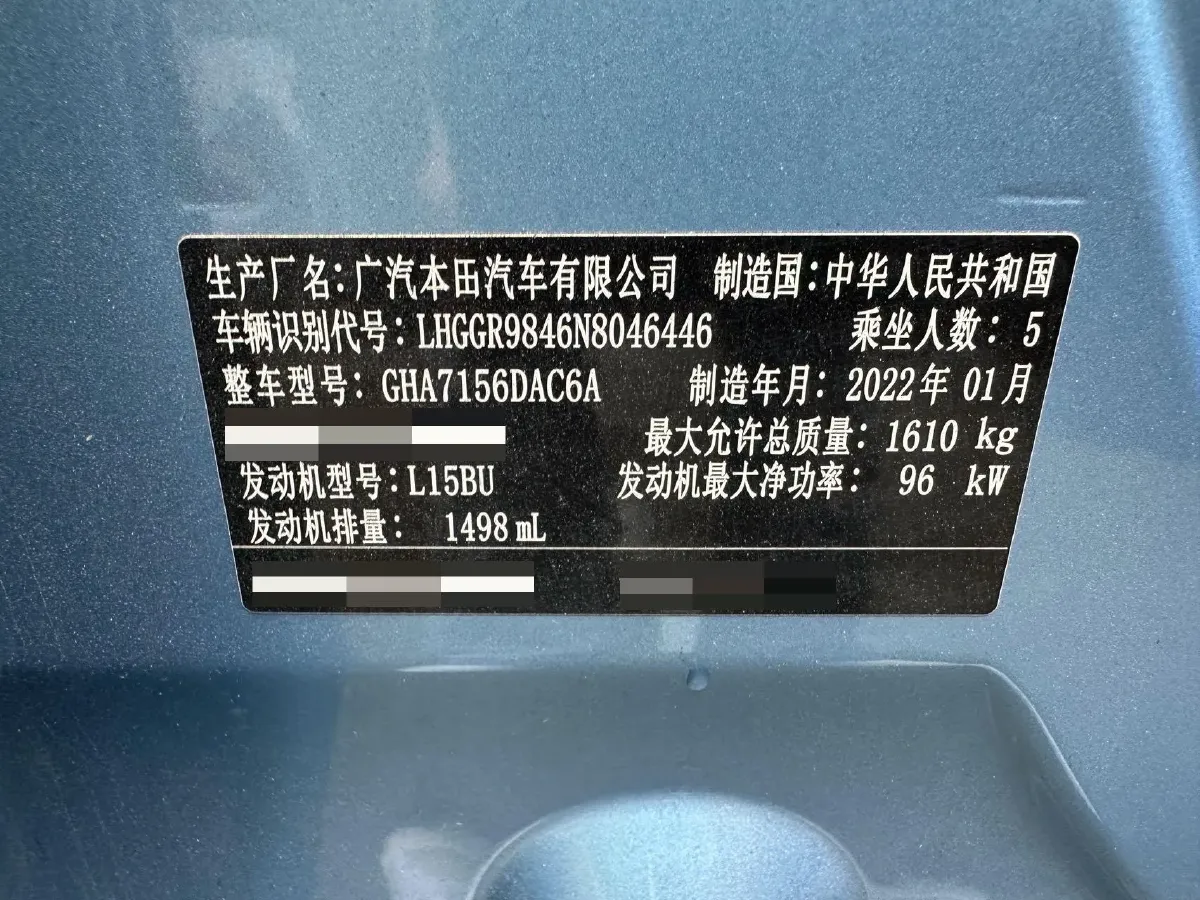 生产厂名:广汽本田汽车有限公司 制造国:中华人民共和国
车辆识别代号:LHGGR9846N8046446 乘坐人数: 5
整车型号: GHA7156DAC6A 制造年月: 2022年 01月
最大允许总质量: 1610 kg
发动机型号:L15BU 发动机最大净功率: 96 kW
发动机排量: 1498 mL